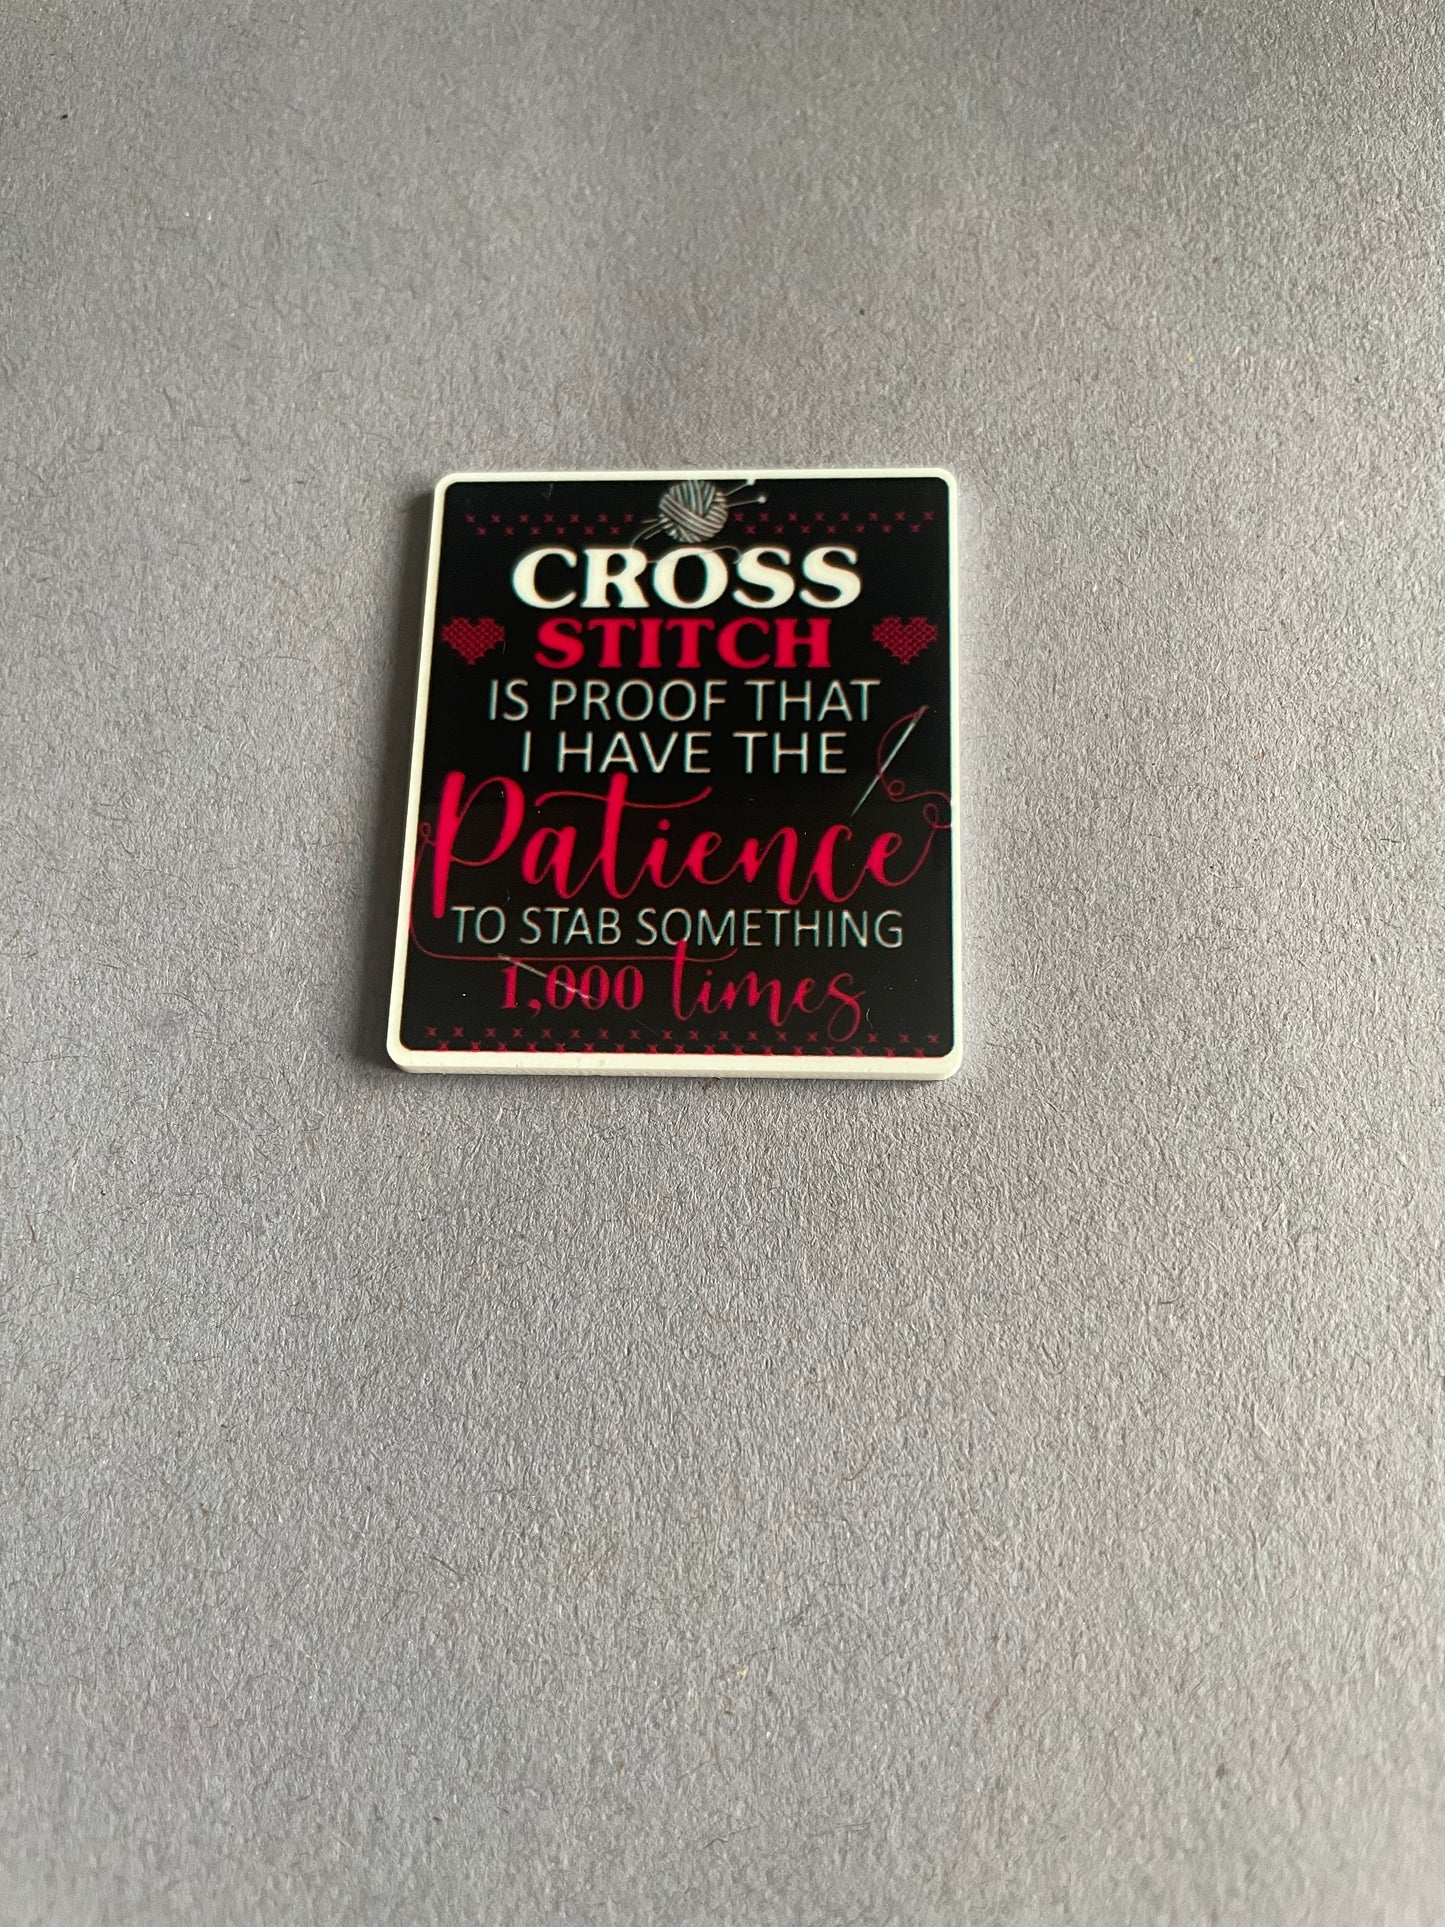 CROSS
STITCH
IS PROOF THAT
I HAVE THE
Patience
TO STAB SOMETHING
1,000 times